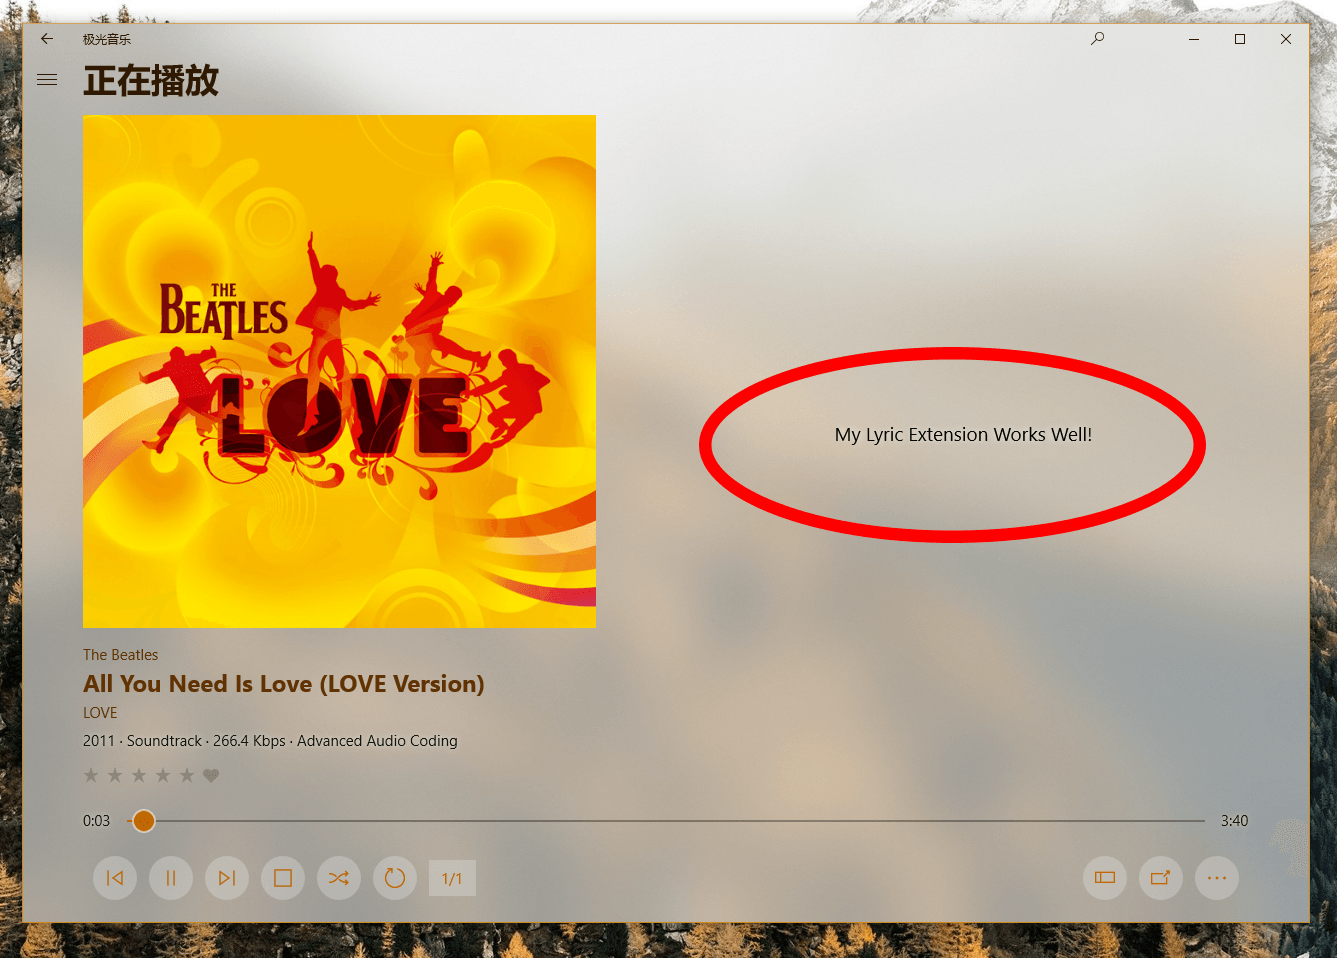 极光音乐
正在播放
THE
BEATLES
LOVE
My Lyric Extension Works Well!
The Beatles
All You Need Is Love (LOVE Version)
LOVE
2011 · Soundtrack · 266.4 Kbps · Advanced Audio Coding
0:03
3:40
1/1